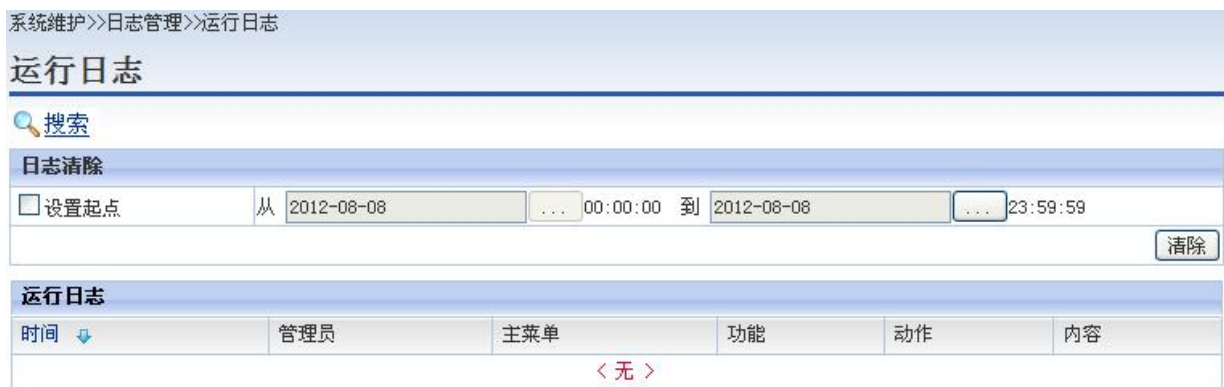 系统维护>>日志管理>>运行日志
运行日志
搜索
日志清除
设置起点 从 2012-08-08 ... 00:00:00 到 2012-08-08 ... 23:59:59
清除
运行日志
时间 管理员 主菜单 功能 动作 内容
<无>